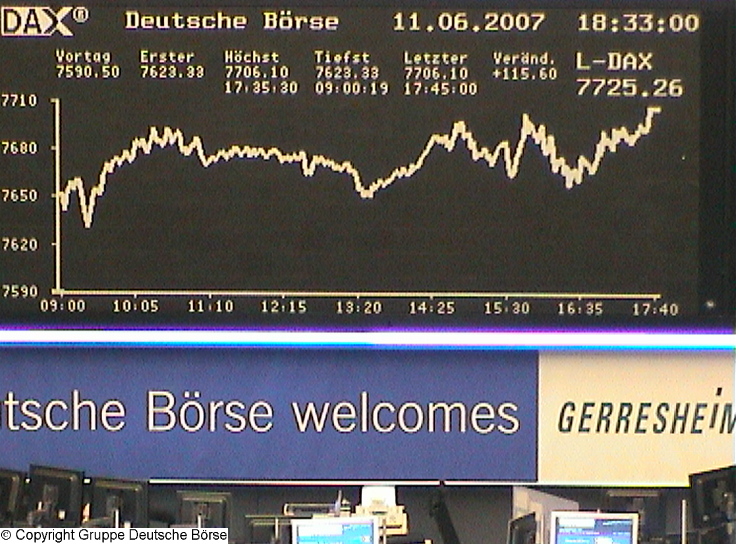 DAX® Deutsche Börse 11.06.2007 18:33:00
Vortag Erster Höchst Tiefst Letzter Veränd. L-DAX
7590.50 7623.33 7706.10 7623.33 7706.10 +115.60 7725.26
17:35:30 09:00:19 17:45:00
7710
7680
7650
7620
7590
09:00 10:05 11:10 12:15 13:20 14:25 15:30 16:35 17:40
utsche Börse welcomes GERRESHEIM
© Copyright Gruppe Deutsche Börse